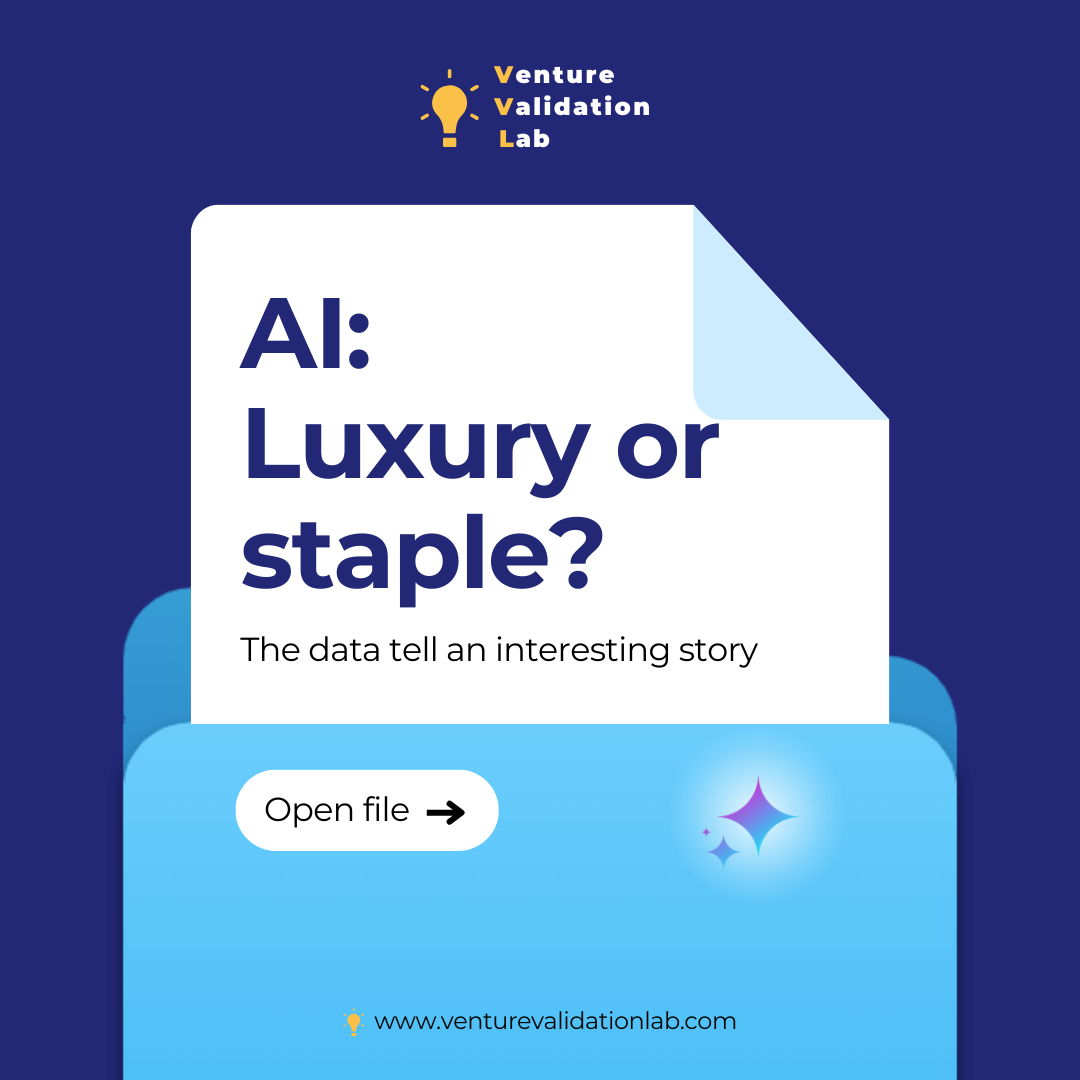 Venture
Validation
Lab
AI:
Luxury or
staple?
The data tell an interesting story
Open file
www.venturevalidationlab.com